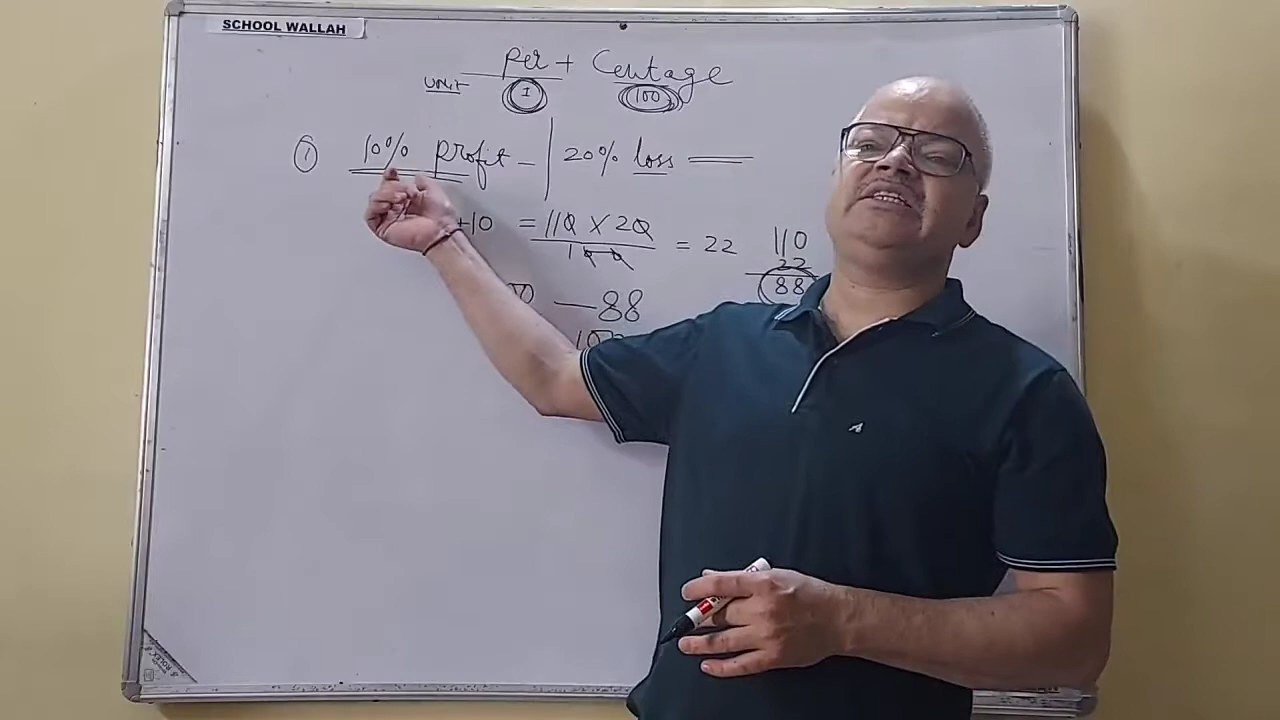 SCHOOL WALLAH
Per + Centage
UNIT 1 100
① 10% Profit - | 20% loss
+10 = 110 X 20 = 22 110
100 22
88
— 88